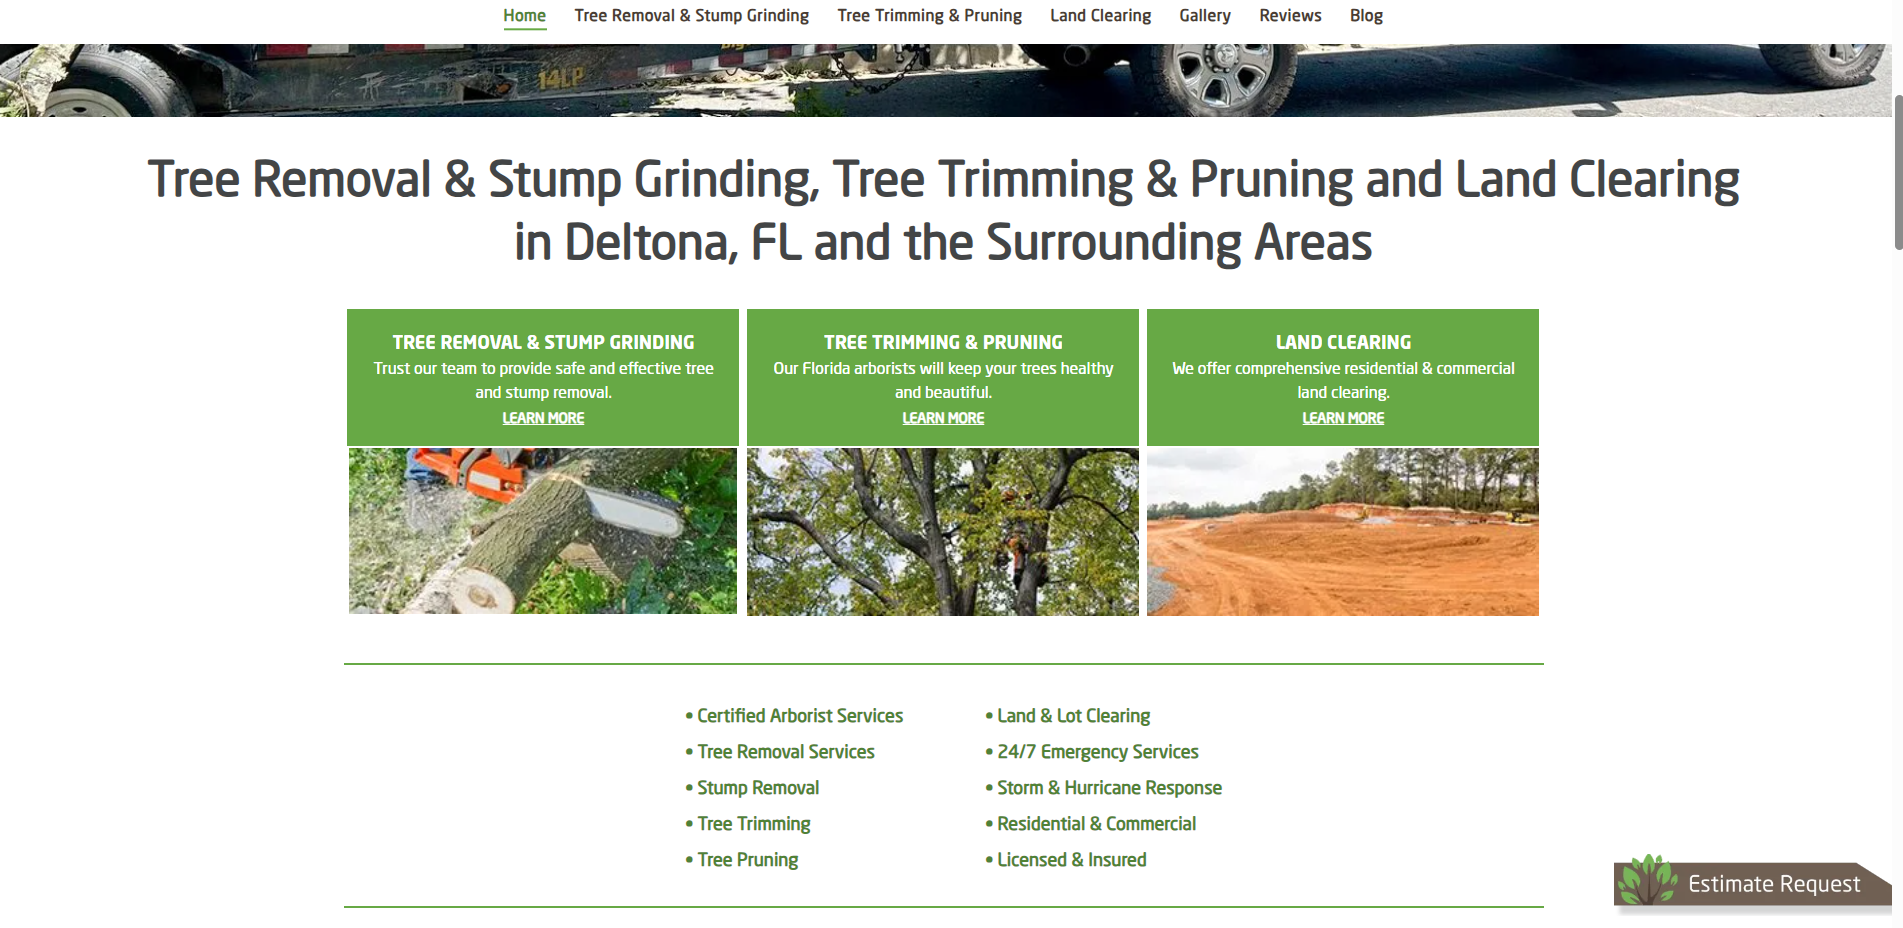 Home Tree Removal & Stump Grinding Tree Trimming & Pruning Land Clearing Gallery Reviews Blog
14LP
Tree Removal & Stump Grinding, Tree Trimming & Pruning and Land Clearing
in Deltona, FL and the Surrounding Areas
TREE REMOVAL & STUMP GRINDING
Trust our team to provide safe and effective tree
and stump removal.
LEARN MORE
TREE TRIMMING & PRUNING
Our Florida arborists will keep your trees healthy
and beautiful.
LEARN MORE
LAND CLEARING
We offer comprehensive residential & commercial
land clearing.
LEARN MORE
• Certified Arborist Services
• Tree Removal Services
• Stump Removal
• Tree Trimming
• Tree Pruning
• Land & Lot Clearing
• 24/7 Emergency Services
• Storm & Hurricane Response
• Residential & Commercial
• Licensed & Insured
Estimate Request